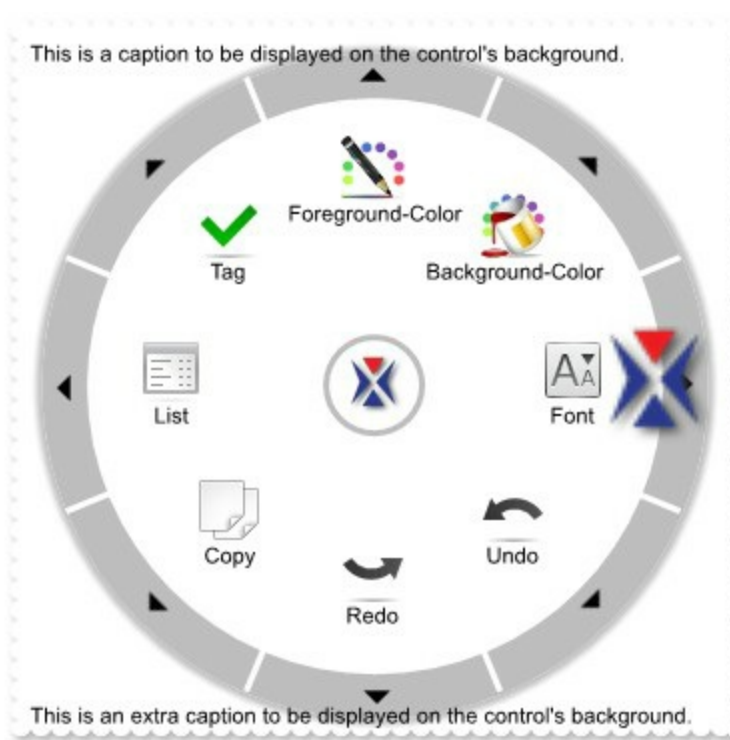 This is a caption to be displayed on the control's background.
Foreground-Color
Tag
Background-Color
List
Font
Copy
Undo
Redo
This is an extra caption to be displayed on the control's background.